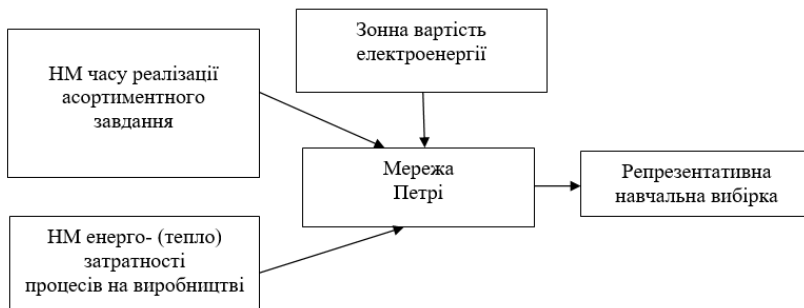 НМ часу реалізації
асортиментного
завдання
Зонна вартість
електроенергії
Мережа
Петрі
Репрезентативна
навчальна вибірка
НМ енерго- (тепло)
затратності
процесів на виробництві